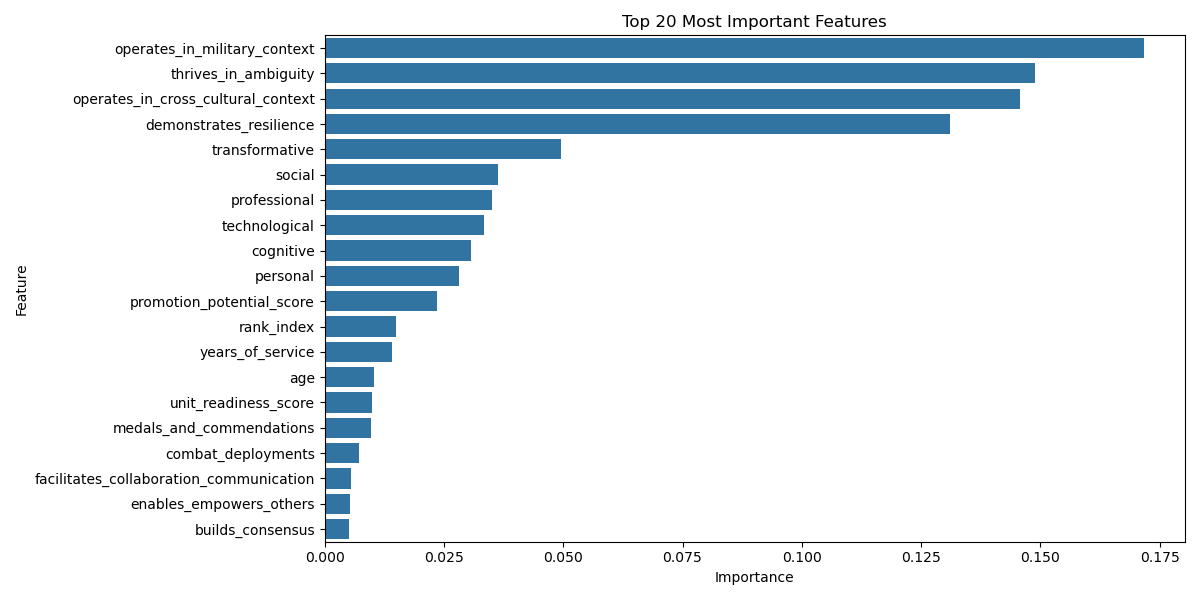 Top 20 Most Important Features
Feature
operates_in_military_context
thrives_in_ambiguity
operates_in_cross_cultural_context
demonstrates_resilience
transformative
social
professional
technological
cognitive
personal
promotion_potential_score
rank_index
years_of_service
age
unit_readiness_score
medals_and_commendations
combat_deployments
facilitates_collaboration_communication
enables_empowers_others
builds_consensus
0.000 0.025 0.050 0.075 0.100 0.125 0.150 0.175
Importance